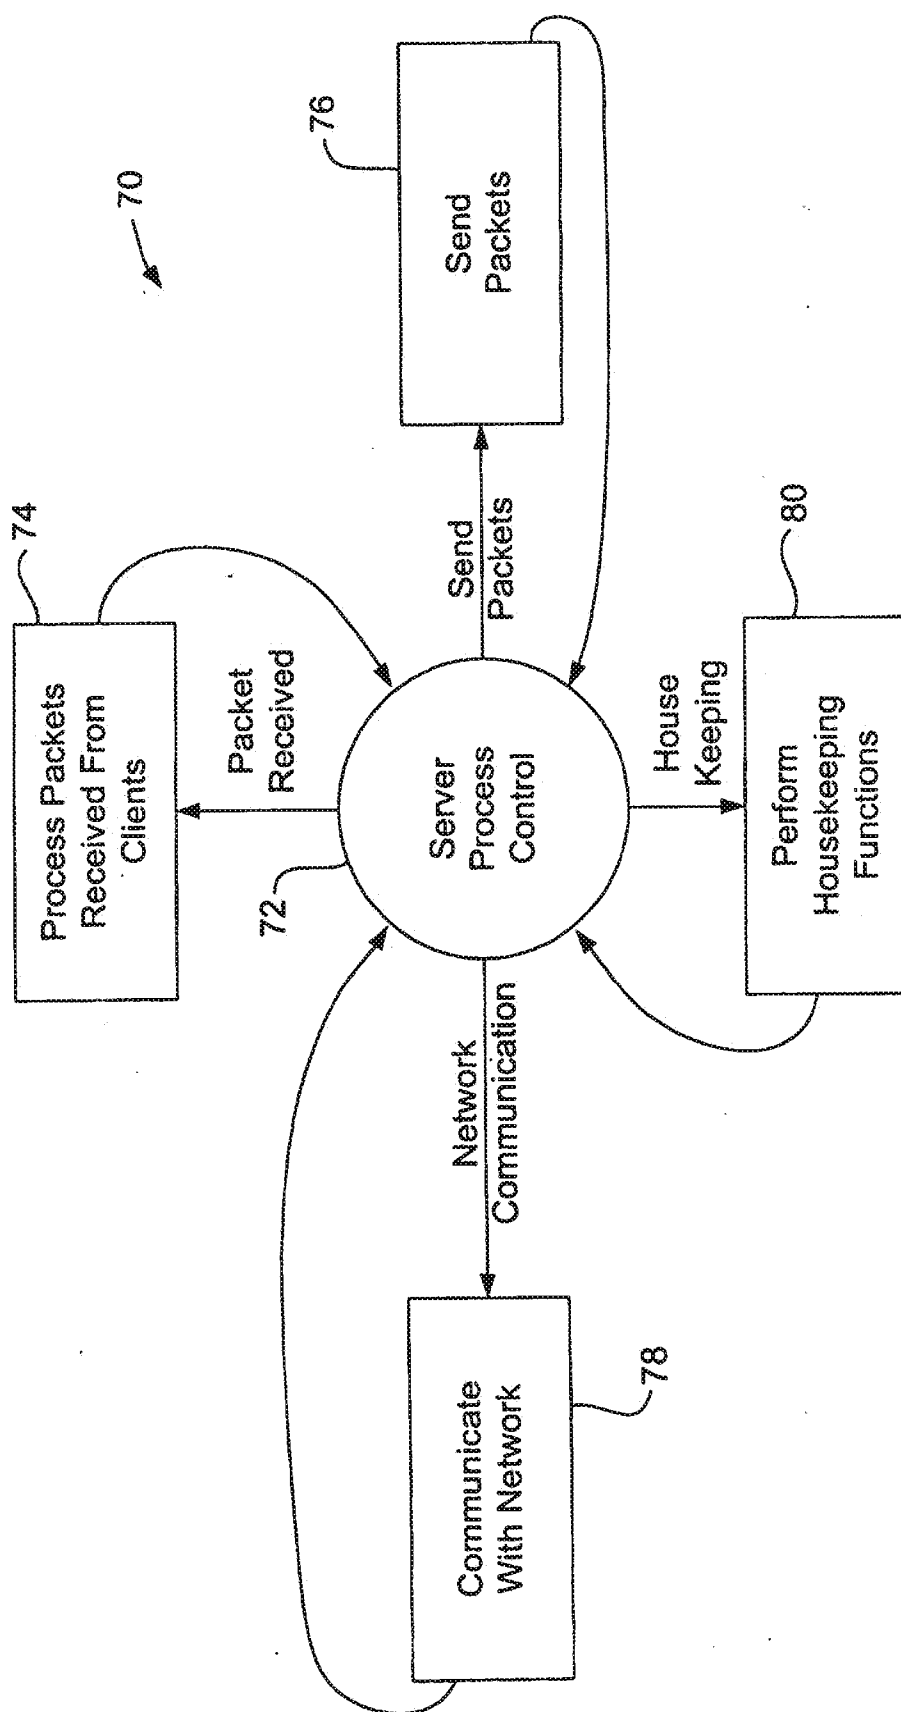 70
74
Process Packets
Received From
Clients
Packet
Received
76
Send
Packets
Send
Packets
72
Server
Process
Control
Network
Communication
Communicate
With Network
78
House
Keeping
80
Perform
Housekeeping
Functions